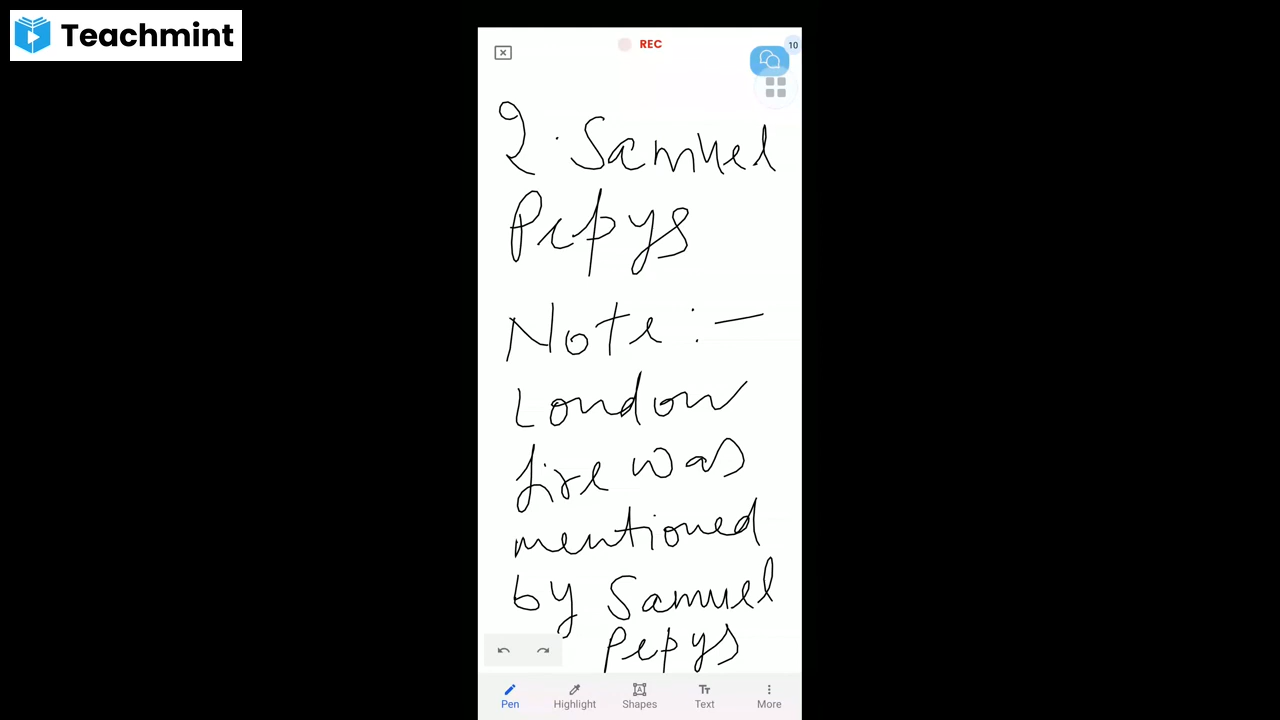 Teachmint
REC
10
2. Samuel
Pepys
Note :-
London
fire was
mentioned
by Samuel
Pepys
Pen Highlight Shapes Text More